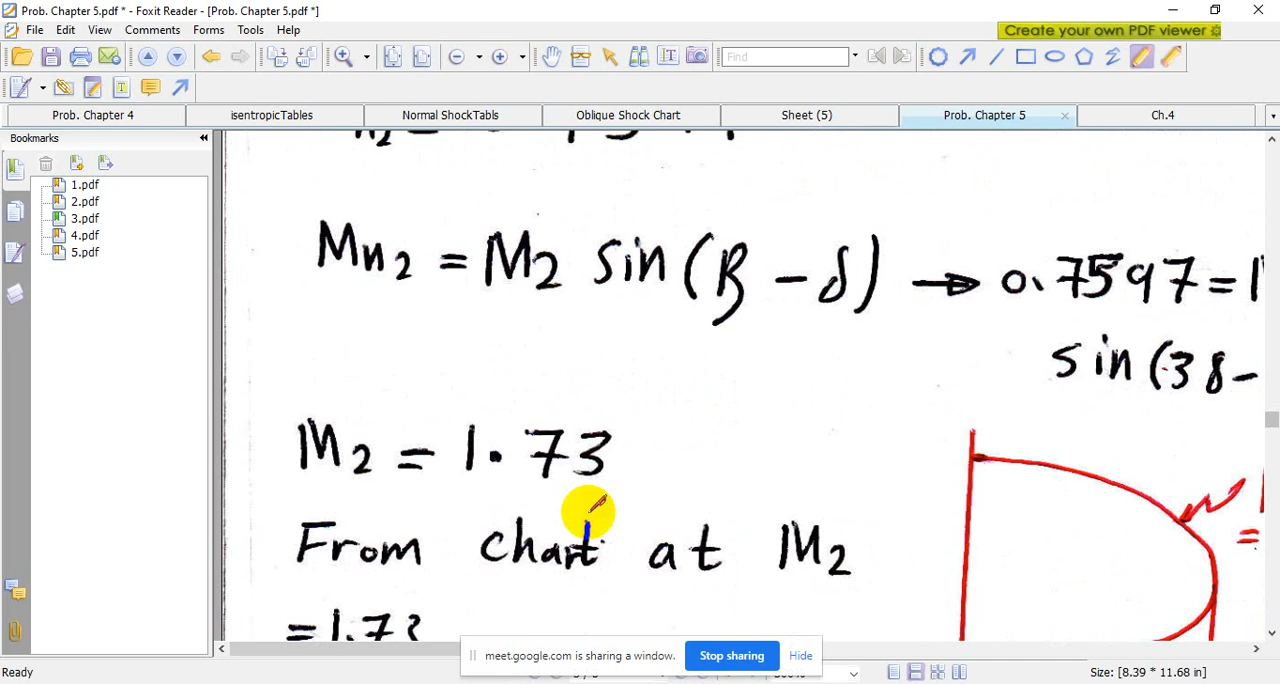 Prob. Chapter 5.pdf * - Foxit Reader - [Prob. Chapter 5.pdf *]
File Edit View Comments Forms Tools Help
Create your own PDF viewer
Find
Prob. Chapter 4 isentropicTables Normal ShockTabls Oblique Shock Chart Sheet (5) Prob. Chapter 5 Ch.4
Bookmarks
1.pdf
2.pdf
3.pdf
4.pdf
5.pdf
Mn2 = M2 sin(β - δ) → 0.7597 =
sin(38-
M2 = 1.73
From chart at M2
= 1.73
=
meet.google.com is sharing a window. Stop sharing Hide
Ready Size: [8.39 * 11.68 in]